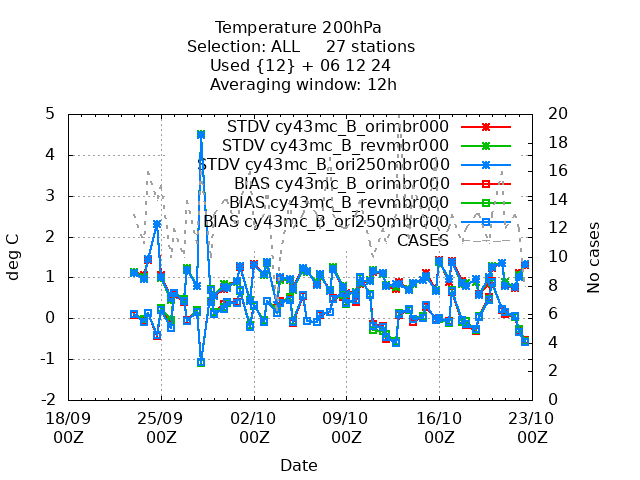 Temperature 200hPa
Selection: ALL 27 stations
Used {12} + 06 12 24
Averaging window: 12h
STDV cy43mc_B_orimbr000
STDV cy43mc_B_revmbr000
STDV cy43mc_B_ori250mbr000
BIAS cy43mc_B_orimbr000
BIAS cy43mc_B_revmbr000
BIAS cy43mc_B_ori250mbr000
CASES
deg C
5
4
3
2
1
0
-1
-2
No cases
20
18
16
14
12
10
8
6
4
2
0
18/09 25/09 02/10 09/10 16/10 23/10
00Z 00Z 00Z 00Z 00Z 00Z
Date